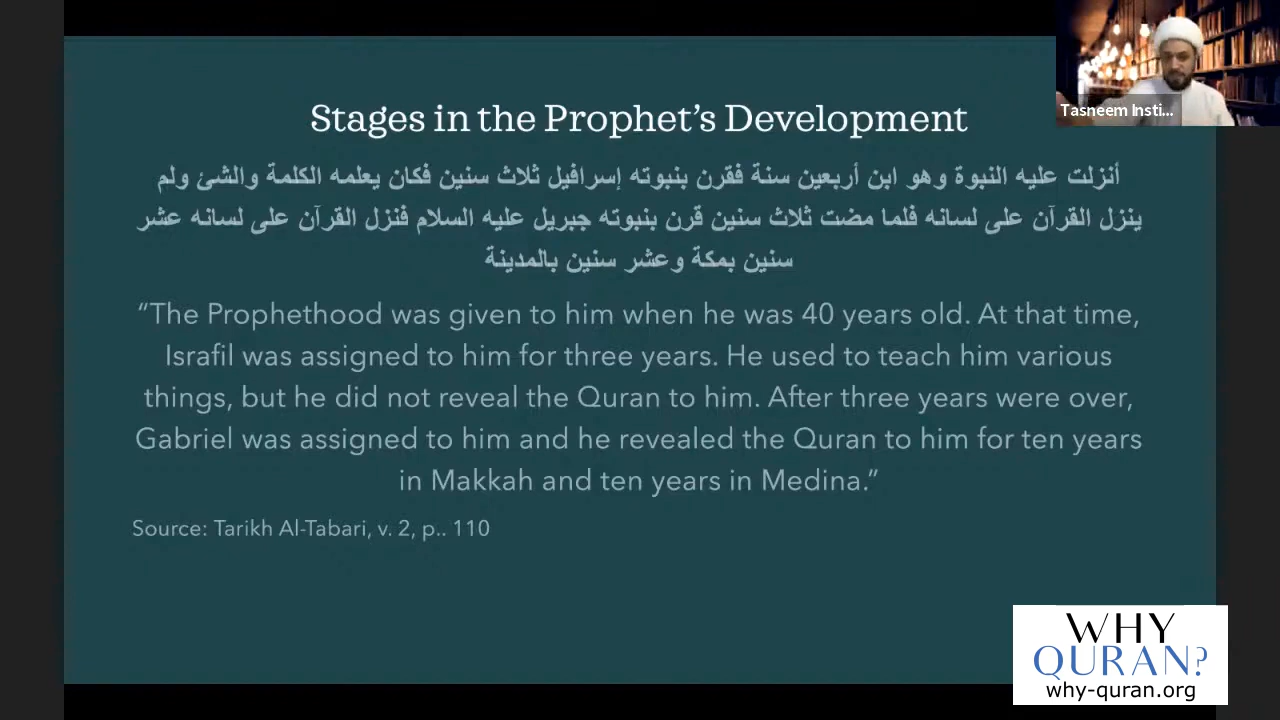 Tasneem Insti...
Stages in the Prophet's Development
أنزلت عليه النبوة وهو ابن أربعين سنة فقرن بنبوته إسرافيل ثلاث سنين فكان يعلمه الكلمة والشئ ولم
ينزل القرآن على لسانه فلما مضت ثلاث سنين قرن بنبوته جبريل عليه السلام فنزل القرآن على لسانه عشر
سنين بمكة وعشر سنين بالمدينة
“The Prophethood was given to him when he was 40 years old. At that time,
Israfil was assigned to him for three years. He used to teach him various
things, but he did not reveal the Quran to him. After three years were over,
Gabriel was assigned to him and he revealed the Quran to him for ten years
in Makkah and ten years in Medina.”
Source: Tarikh Al-Tabari, v. 2, p.. 110
WHY
QURAN?
why-quran.org